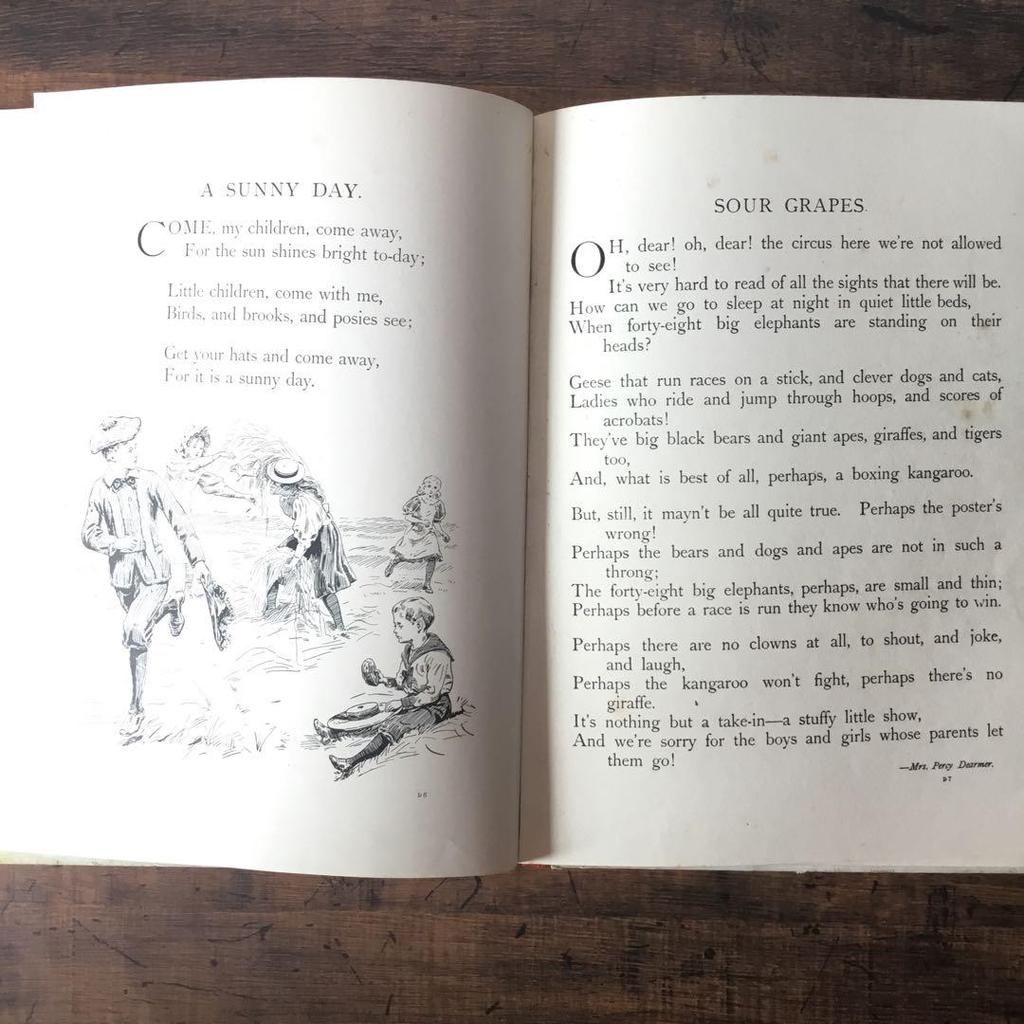 A SUNNY DAY.
COME, my children, come away,
For the sun shines bright to-day;
Little children, come with me,
Birds, and brooks, and posies see;
Get your hats and come away,
For it is a sunny day.
D6
SOUR GRAPES.
OH, dear! oh, dear! the circus here we're not allowed
to see!
It's very hard to read of all the sights that there will be.
How can we go to sleep at night in quiet little beds,
When forty-eight big elephants are standing on their
heads?
Geese that run races on a stick, and clever dogs and cats,
Ladies who ride and jump through hoops, and scores of
acrobats!
They've big black bears and giant apes, giraffes, and tigers
too,
And, what is best of all, perhaps, a boxing kangaroo.
But, still, it mayn't be all quite true. Perhaps the poster's
wrong!
Perhaps the bears and dogs and apes are not in such a
throng;
The forty-eight big elephants, perhaps, are small and thin;
Perhaps before a race is run they know who's going to win.
Perhaps there are no clowns at all, to shout, and joke,
and laugh,
Perhaps the kangaroo won't fight, perhaps there's no
giraffe.
It's nothing but a take-in—a stuffy little show,
And we're sorry for the boys and girls whose parents let
them go!
—Mrs. Percy Dearmer.
D7